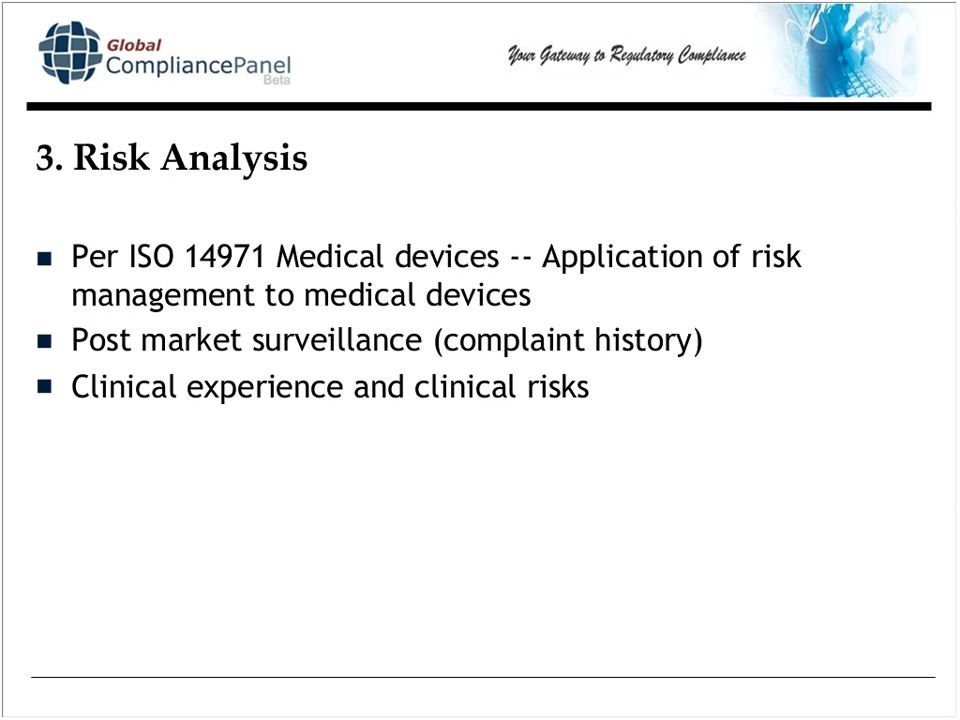 Global
CompliancePanel
Beta
Your Gateway to Regulatory Compliance
3. Risk Analysis
Per ISO 14971 Medical devices -- Application of risk
management to medical devices
Post market surveillance (complaint history)
Clinical experience and clinical risks